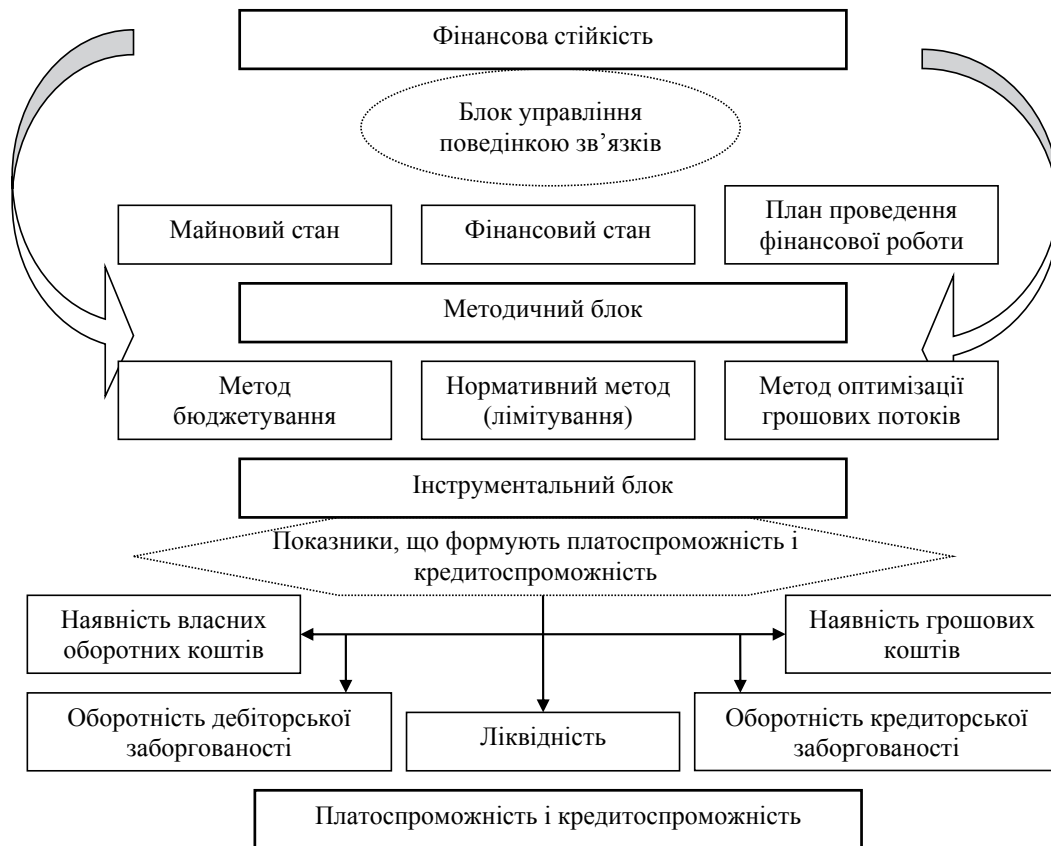 Фінансова стійкість
Блок управління
поведінкою зв’язків
Майновий стан
Фінансовий стан
План проведення
фінансової роботи
Методичний блок
Метод
бюджетування
Нормативний метод
(лімітування)
Метод оптимізації
грошових потоків
Інструментальний блок
Показники, що формують платоспроможність і
кредитоспроможність
Наявність власних
оборотних коштів
Наявність грошових
коштів
Оборотність дебіторської
заборгованості
Ліквідність
Оборотність кредиторської
заборгованості
Платоспроможність і кредитоспроможність